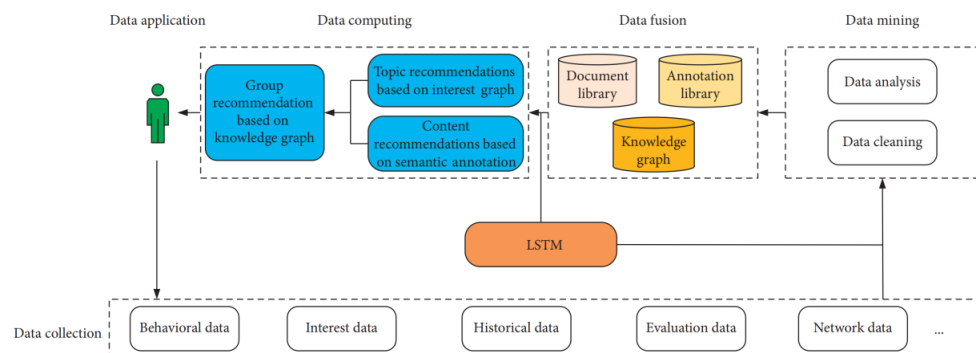 Data application
Data computing
Data fusion
Data mining
Group
recommendation
based on
knowledge graph
Topic recommendations
based on interest graph
Content
recommendations based
on semantic annotation
Document
library
Annotation
library
Knowledge
graph
Data analysis
Data cleaning
LSTM
Data collection
Behavioral data
Interest data
Historical data
Evaluation data
Network data
...